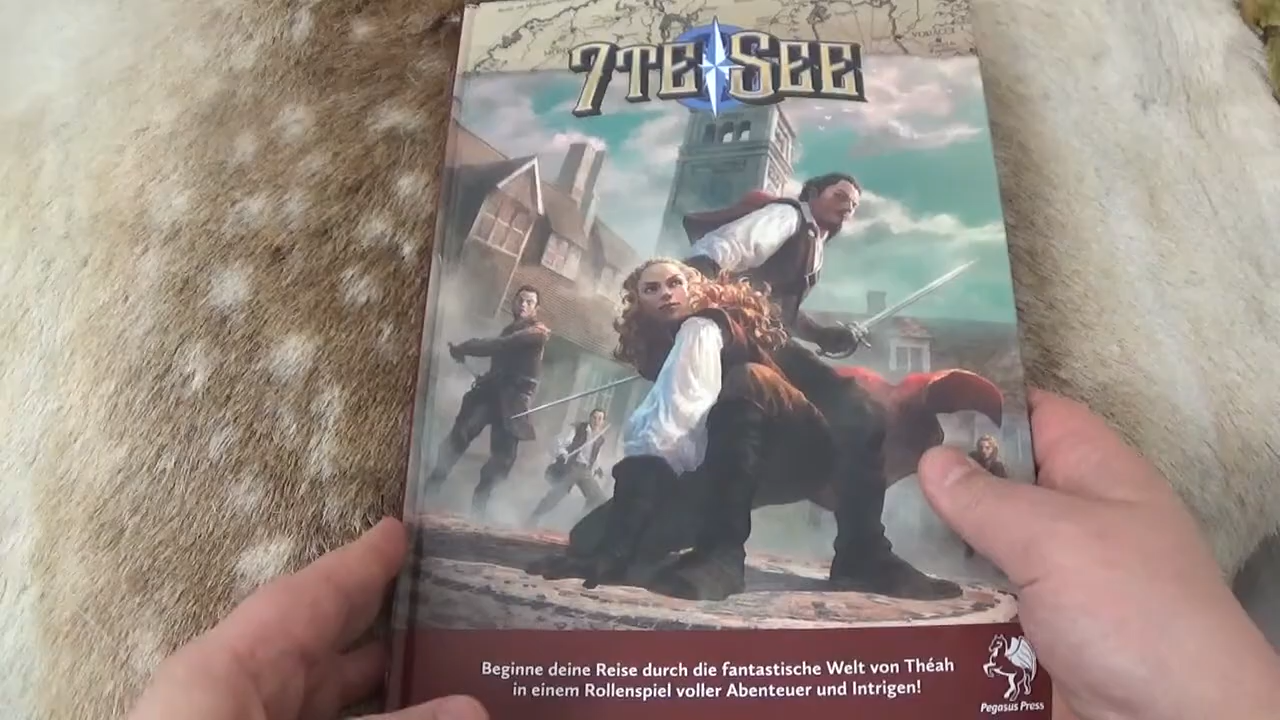 7TE SEE
Beginne deine Reise durch die fantastische Welt von Théah
in einem Rollenspiel voller Abenteuer und Intrigen!
Pegasus Press